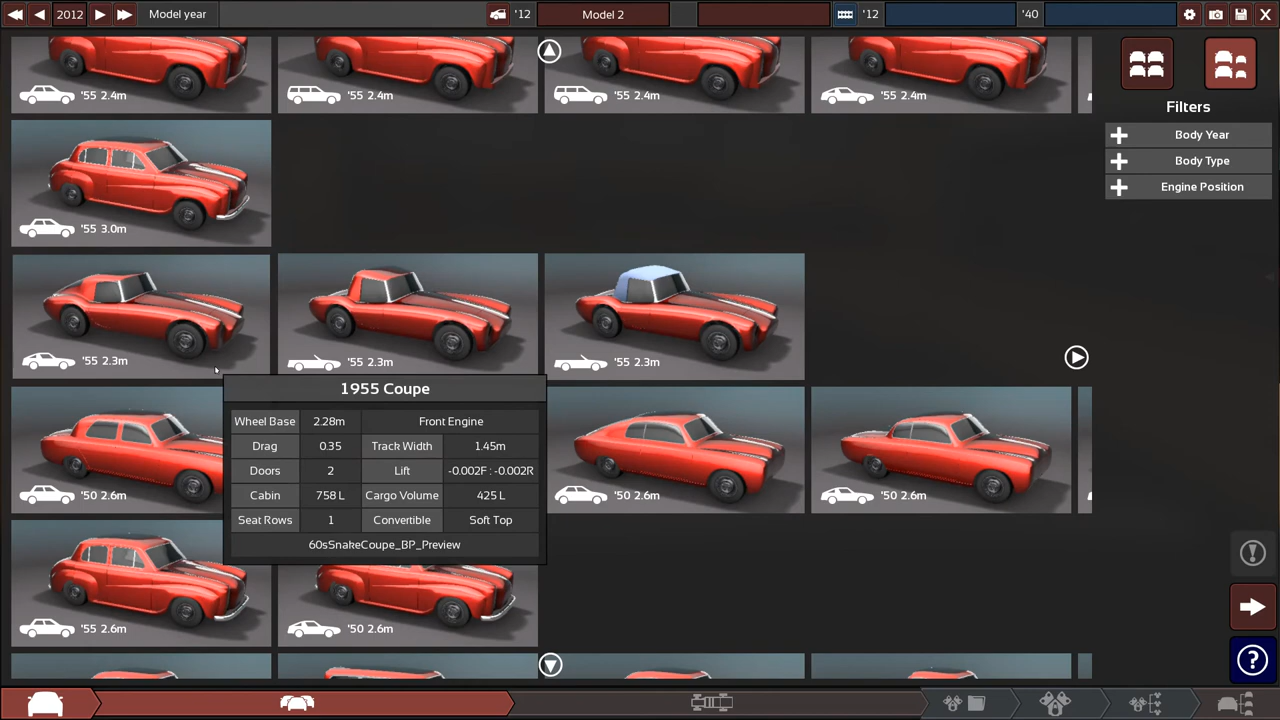 2012 Model year '12 Model 2 '12 '40
'55 2.4m '55 2.4m '55 2.4m '55 2.4m
Filters
Body Year
Body Type
Engine Position
'55 3.0m
'55 2.3m '55 2.3m '55 2.3m
1955 Coupe
Wheel Base 2.28m Front Engine
Drag 0.35 Track Width 1.45m
Doors 2 Lift -0.002F : -0.002R
Cabin 758 L Cargo Volume 425 L
Seat Rows 1 Convertible Soft Top
60sSnakeCoupe_BP_Preview
'50 2.6m '50 2.6m '50 2.6m
'55 2.6m '50 2.6m
?